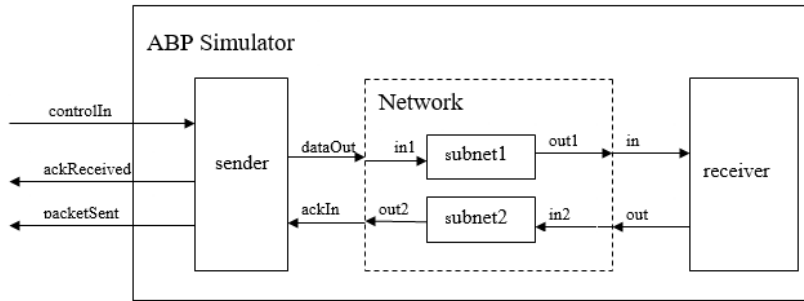 ABP Simulator
controlIn
ackReceived
packetSent
sender
dataOut
ackIn
Network
in1
subnet1
out1
out2
subnet2
in2
in
out
receiver